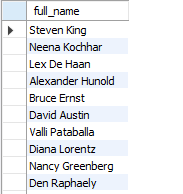 full_name
Steven King
Neena Kochhar
Lex De Haan
Alexander Hunold
Bruce Ernst
David Austin
Valli Pataballa
Diana Lorentz
Nancy Greenberg
Den Raphaely